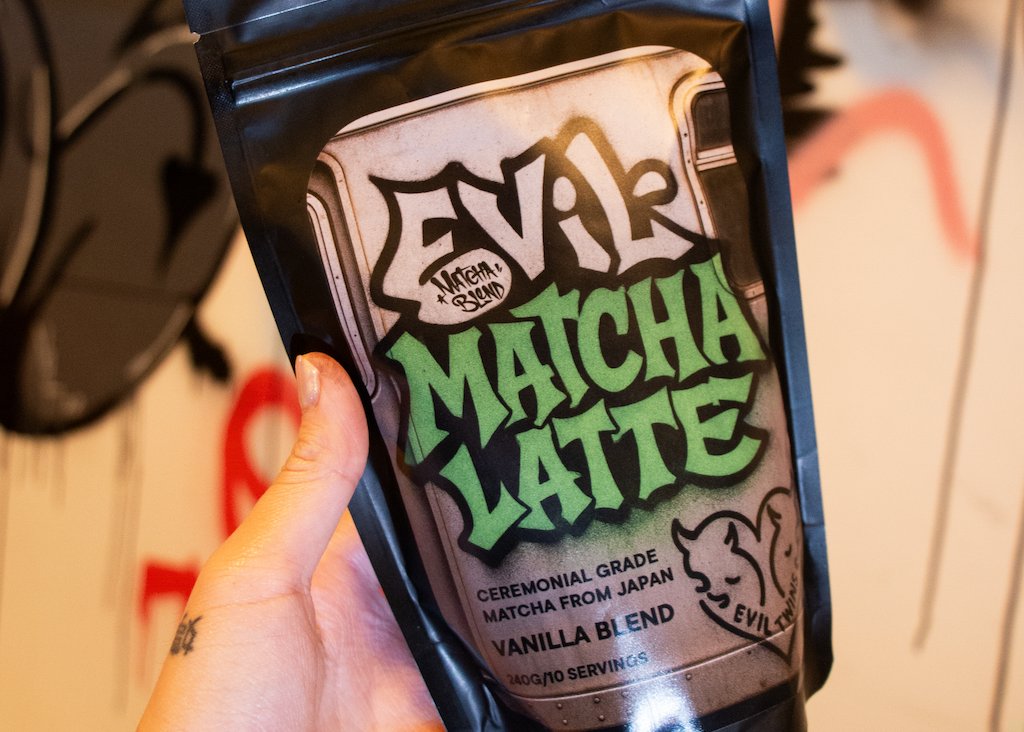 EVIL
MATCHA
BLEND
MATCHA
LATTE
CEREMONIAL GRADE
MATCHA FROM JAPAN
VANILLA BLEND
240G/10 SERVINGS
EVIL TWINS